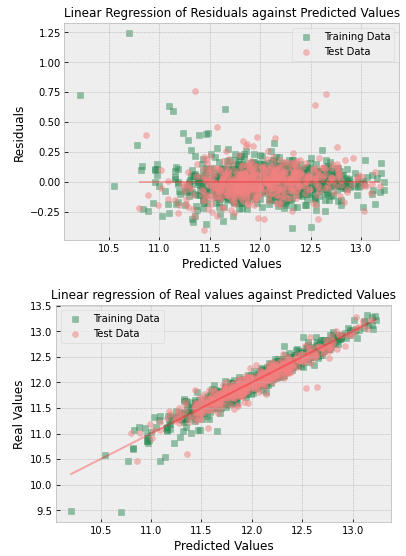 Linear Regression of Residuals against Predicted Values
1.25
1.00
0.75
0.50
0.25
0.00
−0.25
Residuals
Training Data
Test Data
10.5 11.0 11.5 12.0 12.5 13.0
Predicted Values
Linear regression of Real values against Predicted Values
13.5
13.0
12.5
12.0
11.5
11.0
10.5
10.0
9.5
Real Values
Training Data
Test Data
10.5 11.0 11.5 12.0 12.5 13.0
Predicted Values